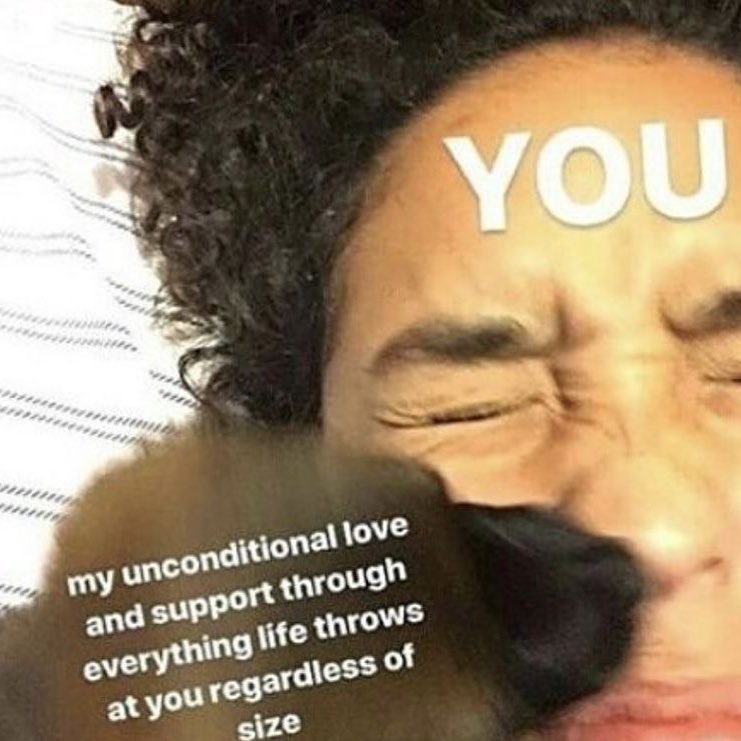 YOU
my unconditional love
and support through
everything life throws
at you regardless of
size